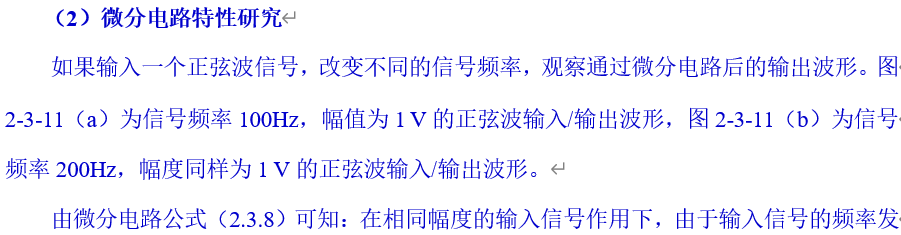 （2）微分电路特性研究↵
如果输入一个正弦波信号，改变不同的信号频率，观察通过微分电路后的输出波形。图
2-3-11（a）为信号频率 100Hz，幅值为 1 V 的正弦波输入/输出波形，图 2-3-11（b）为信号
频率 200Hz，幅度同样为 1 V 的正弦波输入/输出波形。↵
由微分电路公式（2.3.8）可知：在相同幅度的输入信号作用下，由于输入信号的频率发